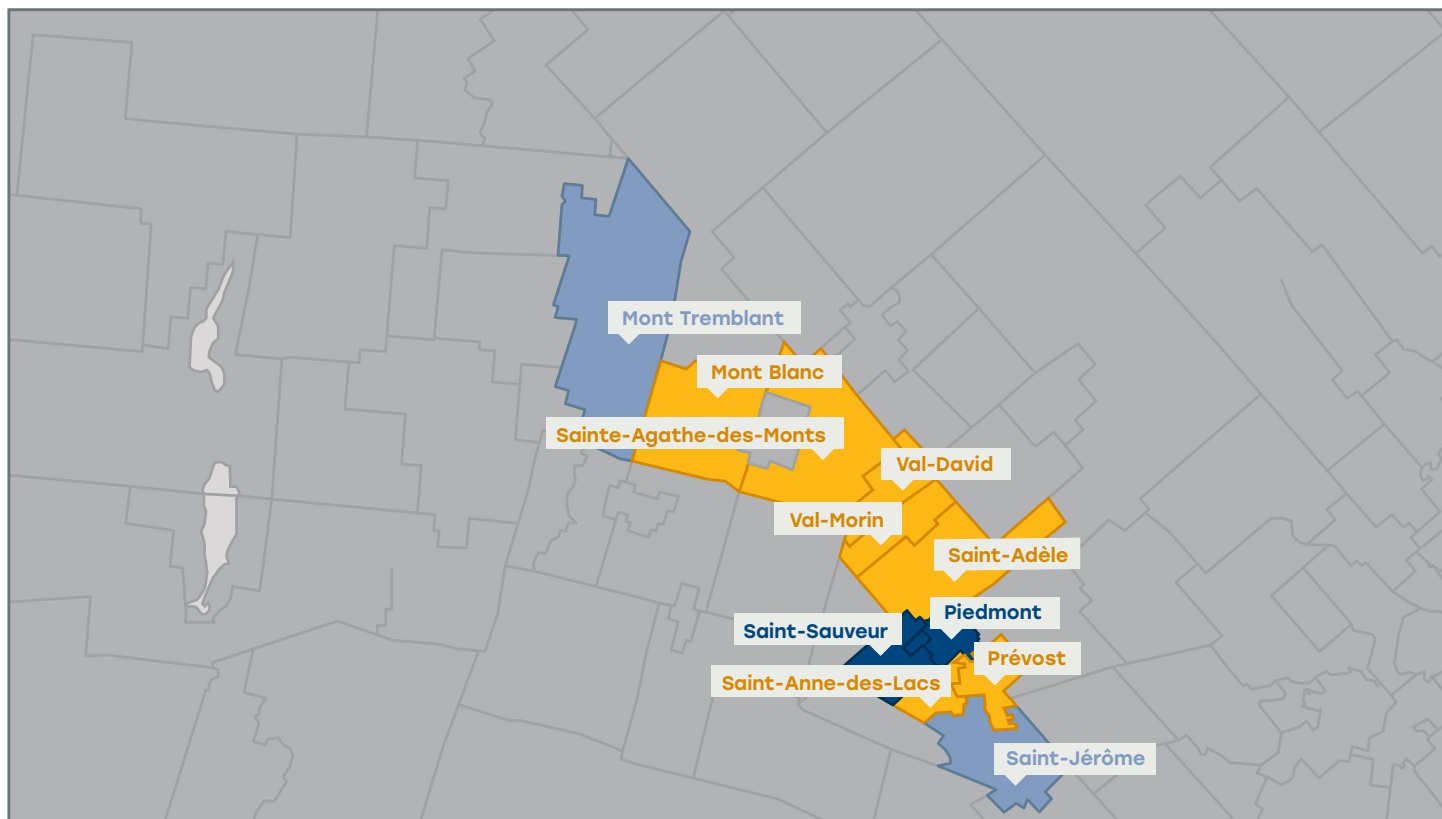 Mont Tremblant
Mont Blanc
Sainte-Agathe-des-Monts
Val-David
Val-Morin
Saint-Adèle
Piedmont
Saint-Sauveur
Prévost
Saint-Anne-des-Lacs
Saint-Jérôme